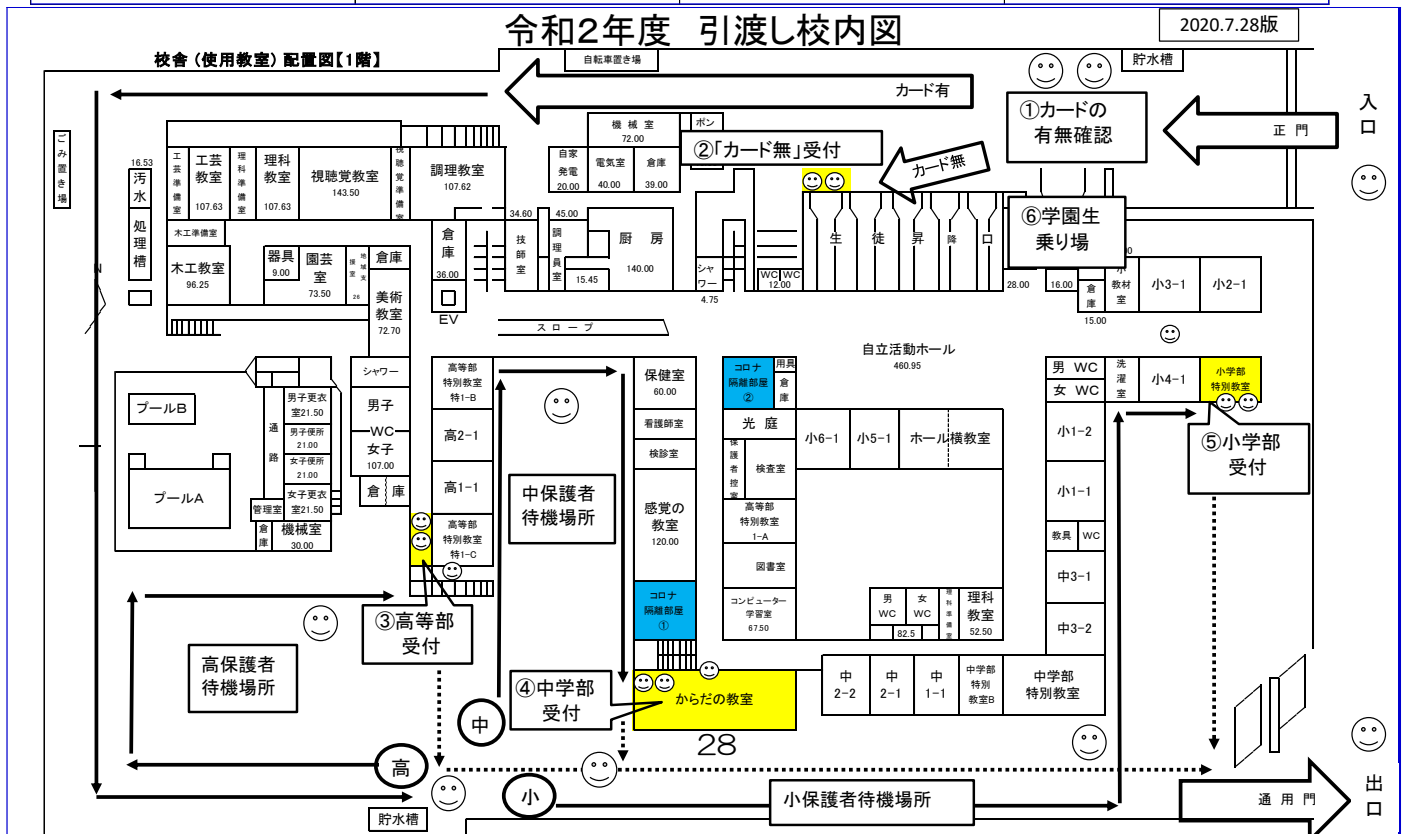 令和２年度 引渡し校内図
2020.7.28版
校舎（使用教室）配置図【1階】
自転車置き場
貯水槽
カード有
①カードの
有無確認
正門
入
口
ごみ置き場
16.53
汚水
処理槽
工芸準備室
工芸
教室
107.63
理科準備室
理科
教室
107.63
視聴覚教室
143.50
視聴覚準備室
調理教室
107.62
機 械 室
72.00
ポン
自家
発電
20.00
電気室
40.00
倉庫
39.00
②「カード無」受付
カード無
⑥学園生
乗り場
木工準備室
木工教室
96.25
器具
9.00
園芸
室
73.50
26
倉庫
美術
教室
72.70
倉
庫
36.00
EV
34.60
技
師
室
45.00
調
理
員
室
15.45
厨 房
140.00
シャ
ワー
4.75
WC
WC
12.00
生 徒 昇 降 口
28.00
16.00
倉
庫
15.00
教材
室
小3-1
小2-1
スロープ
N
自立活動ホール
460.95
プールB
プールA
通
路
男子更衣
室21.50
男子便所
21.00
女子便所
21.00
女子更衣
室21.50
管理室
倉
庫
機械室
30.00
シャワー
男子
WC
女子
107.00
倉 庫
高等部
特別教室
特1-B
高2-1
高1-1
高等部
特別教室
特1-C
中保護者
待機場所
保健室
60.00
看護師室
検診室
感覚の
教室
120.00
コロナ
隔離部屋
①
コロナ
隔離部屋
②
用具
倉
庫
光 庭
保護者控室
検査室
高等部
特別教室
1-A
図書室
コンピューター
学習室
67.50
小6-1
小5-1
ホール横教室
男
WC
女
WC
82.5
理科準備室
理科
教室
52.50
男 WC
女 WC
洗
濯
室
小4-1
小学部
特別教室
⑤小学部
受付
小1-2
小1-1
教具
WC
中3-1
中3-2
③高等部
受付
高保護者
待機場所
④中学部
受付
からだの教室
28
中
2-2
中
2-1
中
1-1
中学部
特別
教室B
中学部
特別教室
中
高
小
小保護者待機場所
貯水槽
通用門
出
口